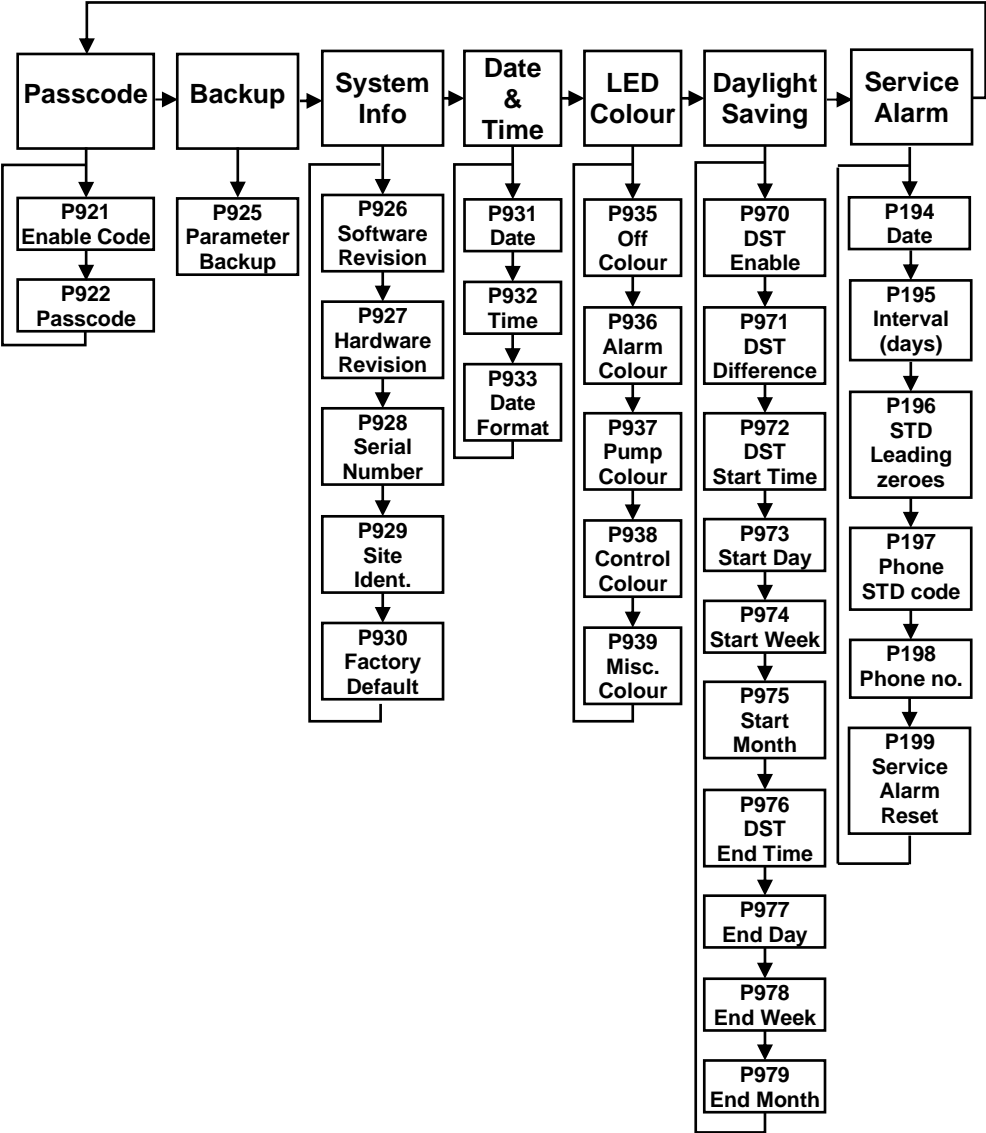 Passcode
Backup
System
Info
Date
&
Time
LED
Colour
Daylight
Saving
Service
Alarm
P921
Enable Code
P922
Passcode
P925
Parameter
Backup
P926
Software
Revision
P927
Hardware
Revision
P928
Serial
Number
P929
Site
Ident.
P930
Factory
Default
P931
Date
P932
Time
P933
Date
Format
P935
Off
Colour
P936
Alarm
Colour
P937
Pump
Colour
P938
Control
Colour
P939
Misc.
Colour
P970
DST
Enable
P971
DST
Difference
P972
DST
Start Time
P973
Start Day
P974
Start Week
P975
Start
Month
P976
DST
End Time
P977
End Day
P978
End Week
P979
End Month
P194
Date
P195
Interval
(days)
P196
STD
Leading
zeroes
P197
Phone
STD code
P198
Phone no.
P199
Service
Alarm
Reset